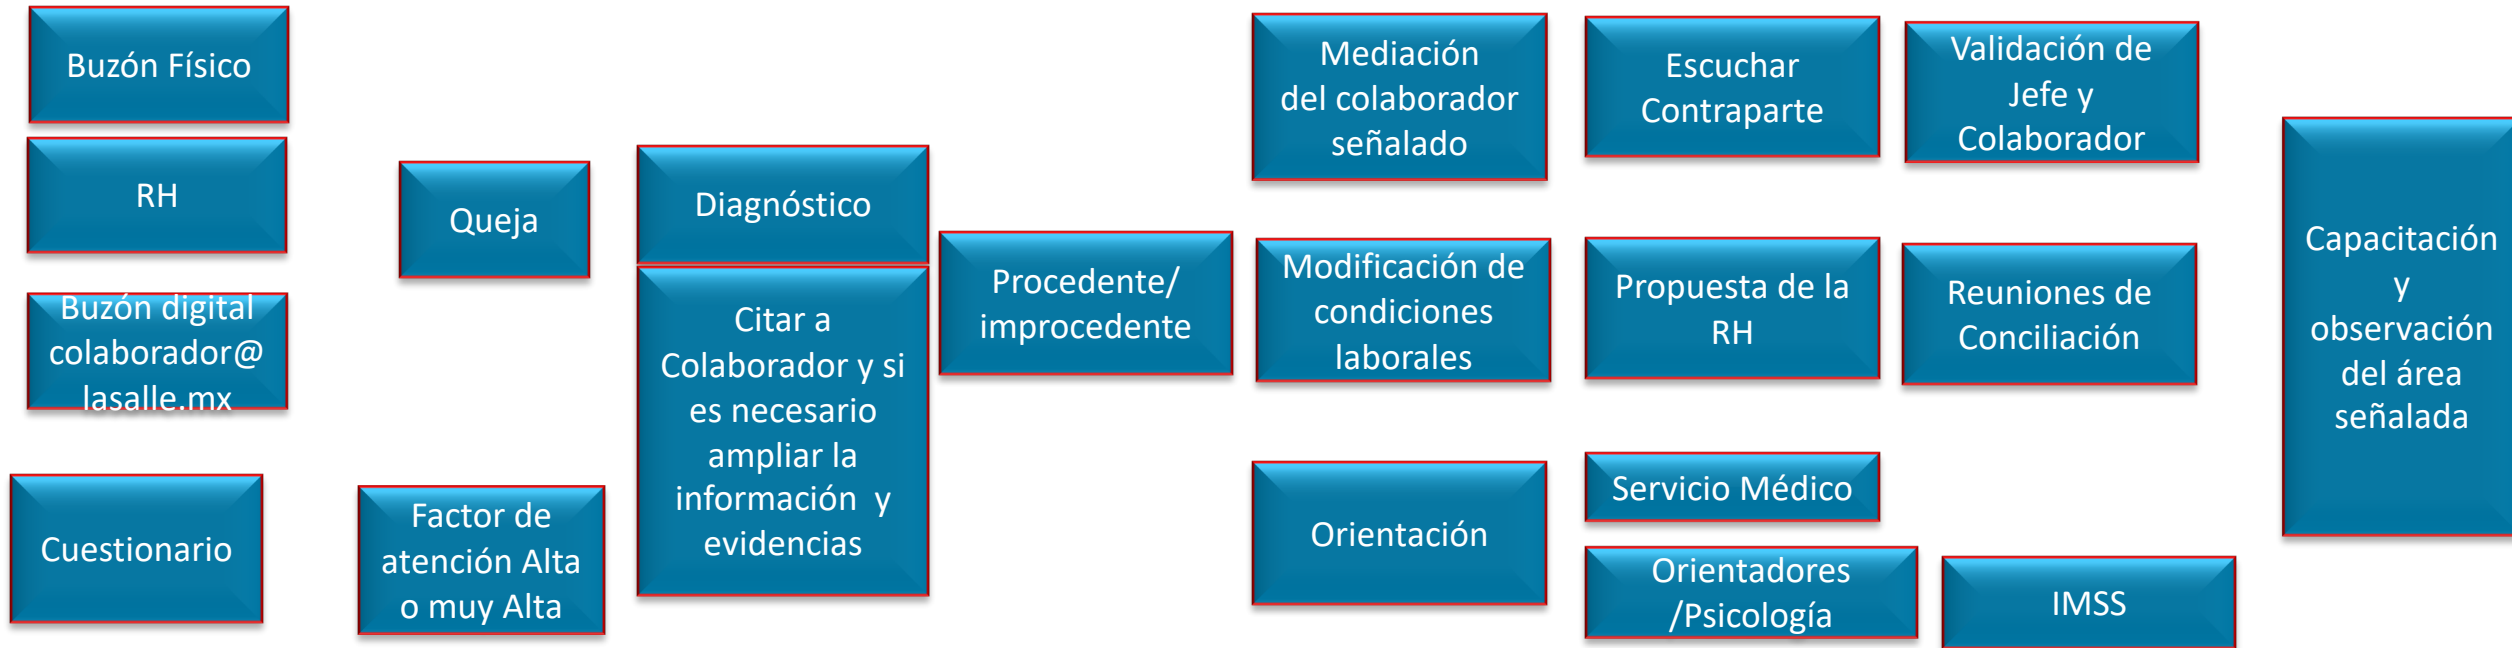 Buzón Físico
RH
Buzón digital
colaborador@
lasalle.mx
Cuestionario
Queja
Factor de
atención Alta
o muy Alta
Diagnóstico
Citar a
Colaborador y si
es necesario
ampliar la
información y
evidencias
Procedente/
improcedente
Mediación
del colaborador
señalado
Escuchar
Contraparte
Validación de
Jefe y
Colaborador
Modificación de
condiciones
laborales
Propuesta de la
RH
Reuniones de
Conciliación
Orientación
Servicio Médico
Orientadores
/Psicología
IMSS
Capacitación
y
observación
del área
señalada